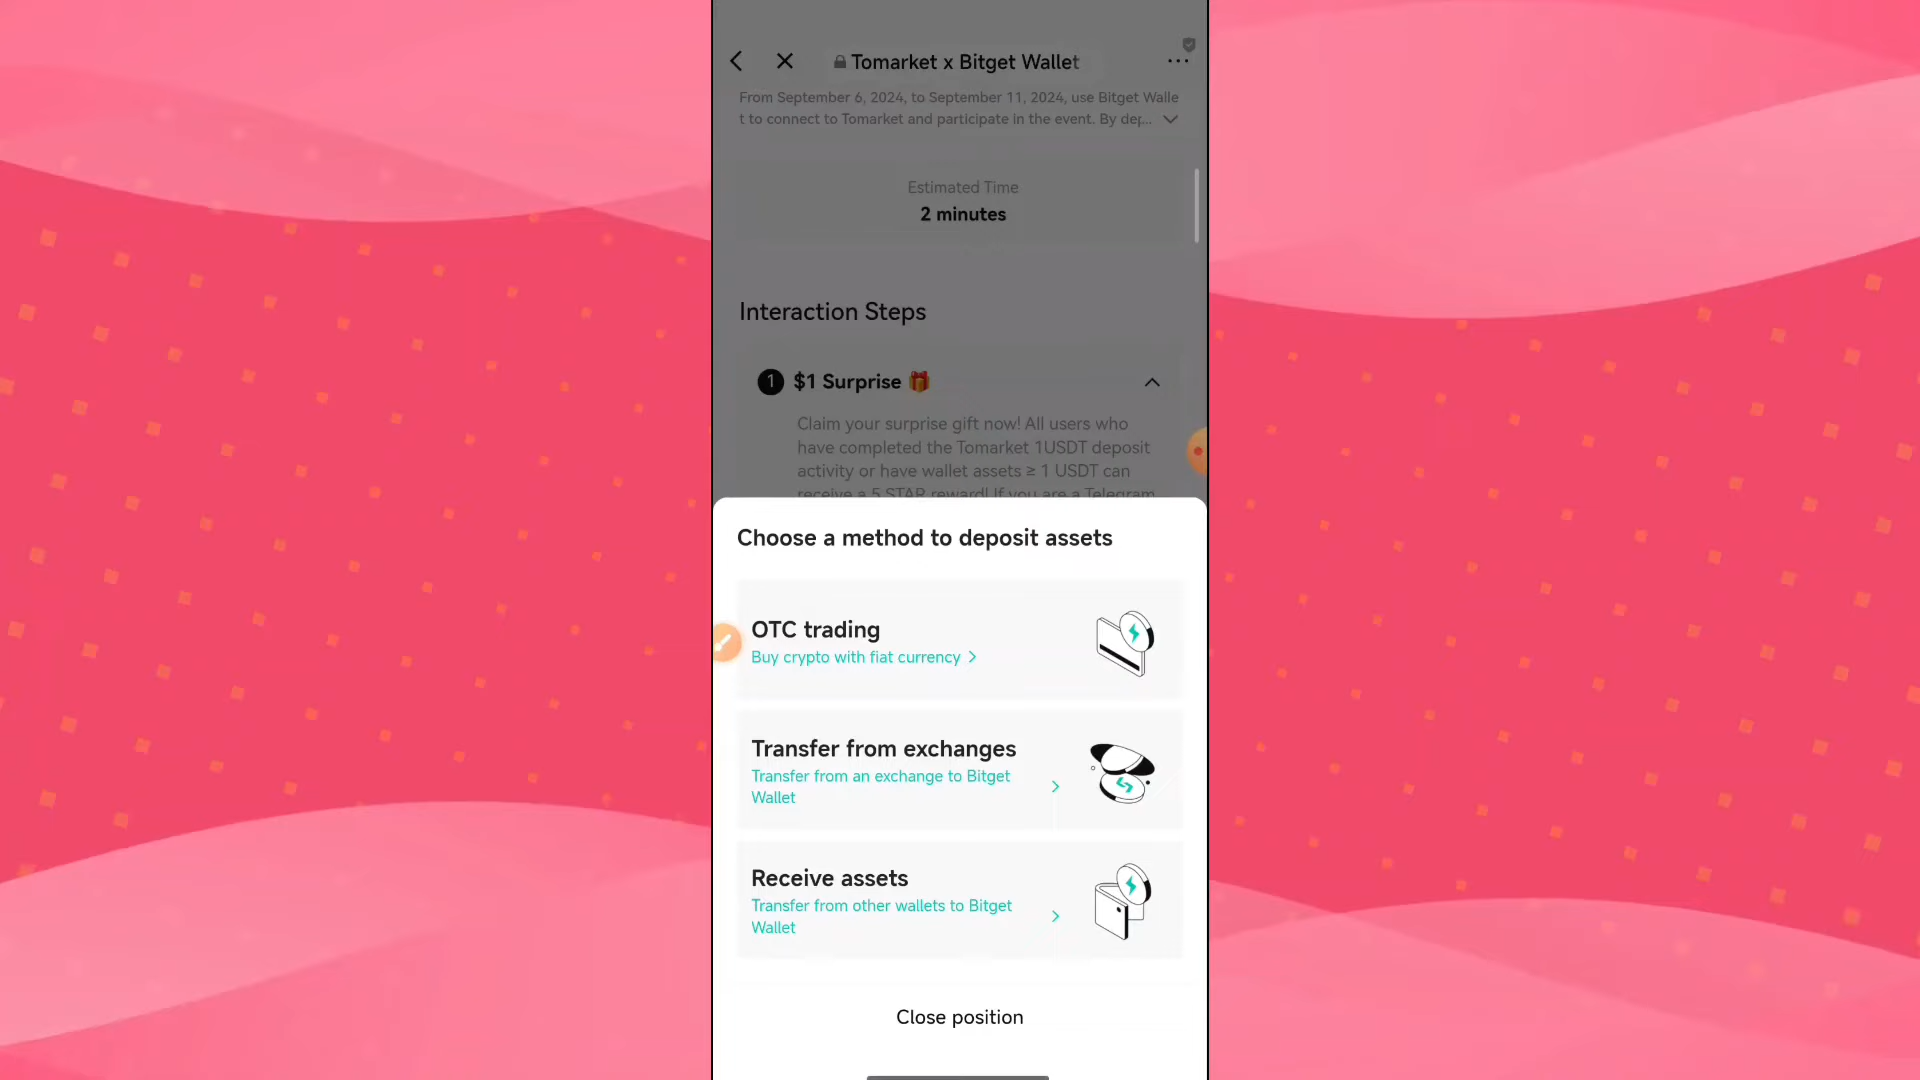 Tomarket x Bitget Wallet
From September 6, 2024, to September 11, 2024, use Bitget Walle
t to connect to Tomarket and participate in the event. By dep...
Estimated Time
2 minutes
Interaction Steps
1 $1 Surprise 🎁
Claim your surprise gift now! All users who
have completed the Tomarket 1USDT deposit
activity or have wallet assets ≥ 1 USDT can
receive a 5 STAR reward! If you are a Telegram
Choose a method to deposit assets
OTC trading
Buy crypto with fiat currency >
Transfer from exchanges
Transfer from an exchange to Bitget
Wallet
Receive assets
Transfer from other wallets to Bitget
Wallet
Close position